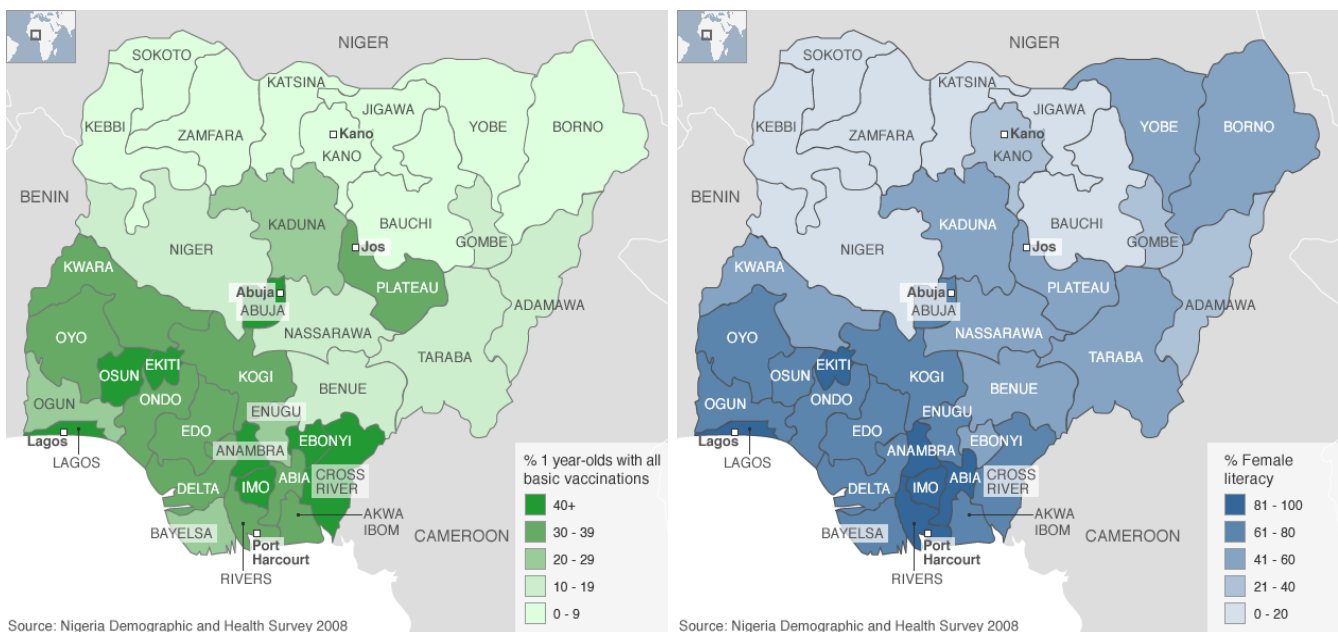 NIGER
SOKOTO
KATSINA
JIGAWA
KEBBI
ZAMFARA
Kano
KANO
YOBE
BORNO
BENIN
KADUNA
BAUCHI
GOMBE
NIGER
Jos
KWARA
PLATEAU
Abuja
ABUJA
ADAMAWA
NASSARAWA
OYO
TARABA
OSUN
EKITI
KOGI
BENUE
OGUN
ONDO
ENUGU
EDO
EBONYI
Lagos
LAGOS
ANAMBRA
ABIA
CROSS
RIVER
IMO
DELTA
AKWA
IBOM
BAYELSA
CAMEROON
Port
Harcourt
RIVERS
% 1 year-olds with all
basic vaccinations
40+
30 - 39
20 - 29
10 - 19
0 - 9
Source: Nigeria Demographic and Health Survey 2008
NIGER
SOKOTO
KATSINA
JIGAWA
KEBBI
ZAMFARA
Kano
KANO
YOBE
BORNO
BENIN
KADUNA
BAUCHI
GOMBE
NIGER
Jos
KWARA
PLATEAU
Abuja
ABUJA
ADAMAWA
NASSARAWA
OYO
TARABA
OSUN
EKITI
KOGI
BENUE
OGUN
ONDO
ENUGU
EDO
EBONYI
Lagos
LAGOS
ANAMBRA
ABIA
CROSS
RIVER
IMO
DELTA
AKWA
IBOM
BAYELSA
CAMEROON
Port
Harcourt
RIVERS
% Female
literacy
81 - 100
61 - 80
41 - 60
21 - 40
0 - 20
Source: Nigeria Demographic and Health Survey 2008